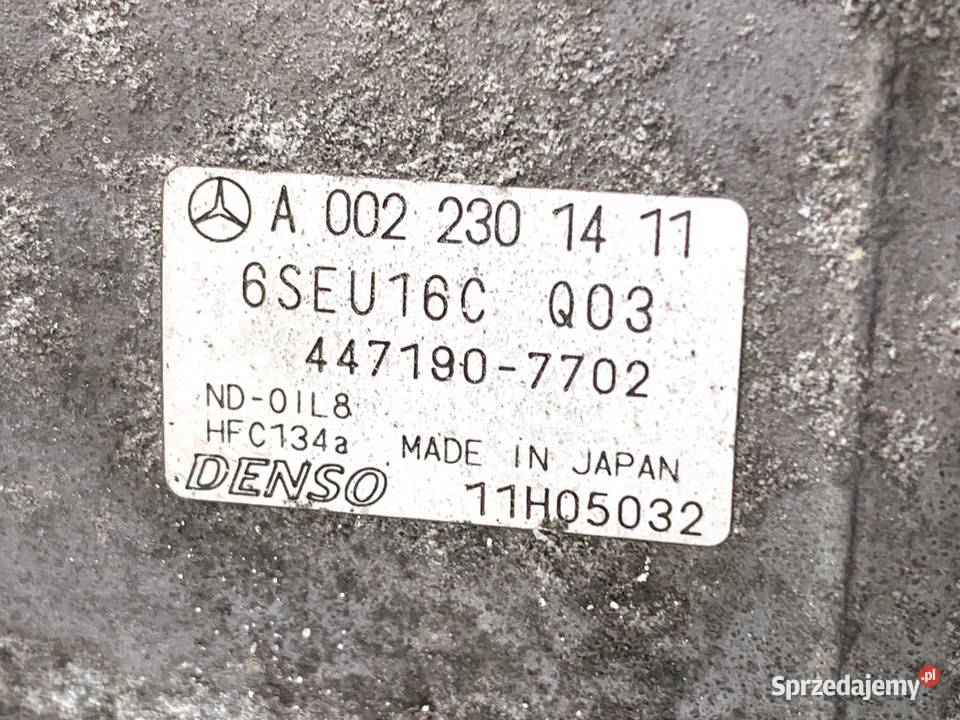 A 002 230 14 11
6SEU16C Q03
447190-7702
ND-OIL8
HFC134a MADE IN JAPAN
DENSO 11H05032
Sprzedajemy.pl